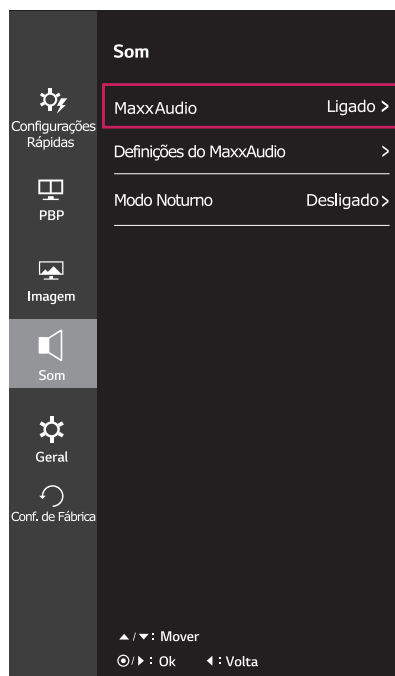 Som
Configurações
Rápidas
PBP
Imagem
Som
Geral
Conf. de Fábrica
MaxxAudio Ligado >
Definições do MaxxAudio >
Modo Noturno Desligado >
▲/▼: Mover
◉/▶: Ok ◀: Volta